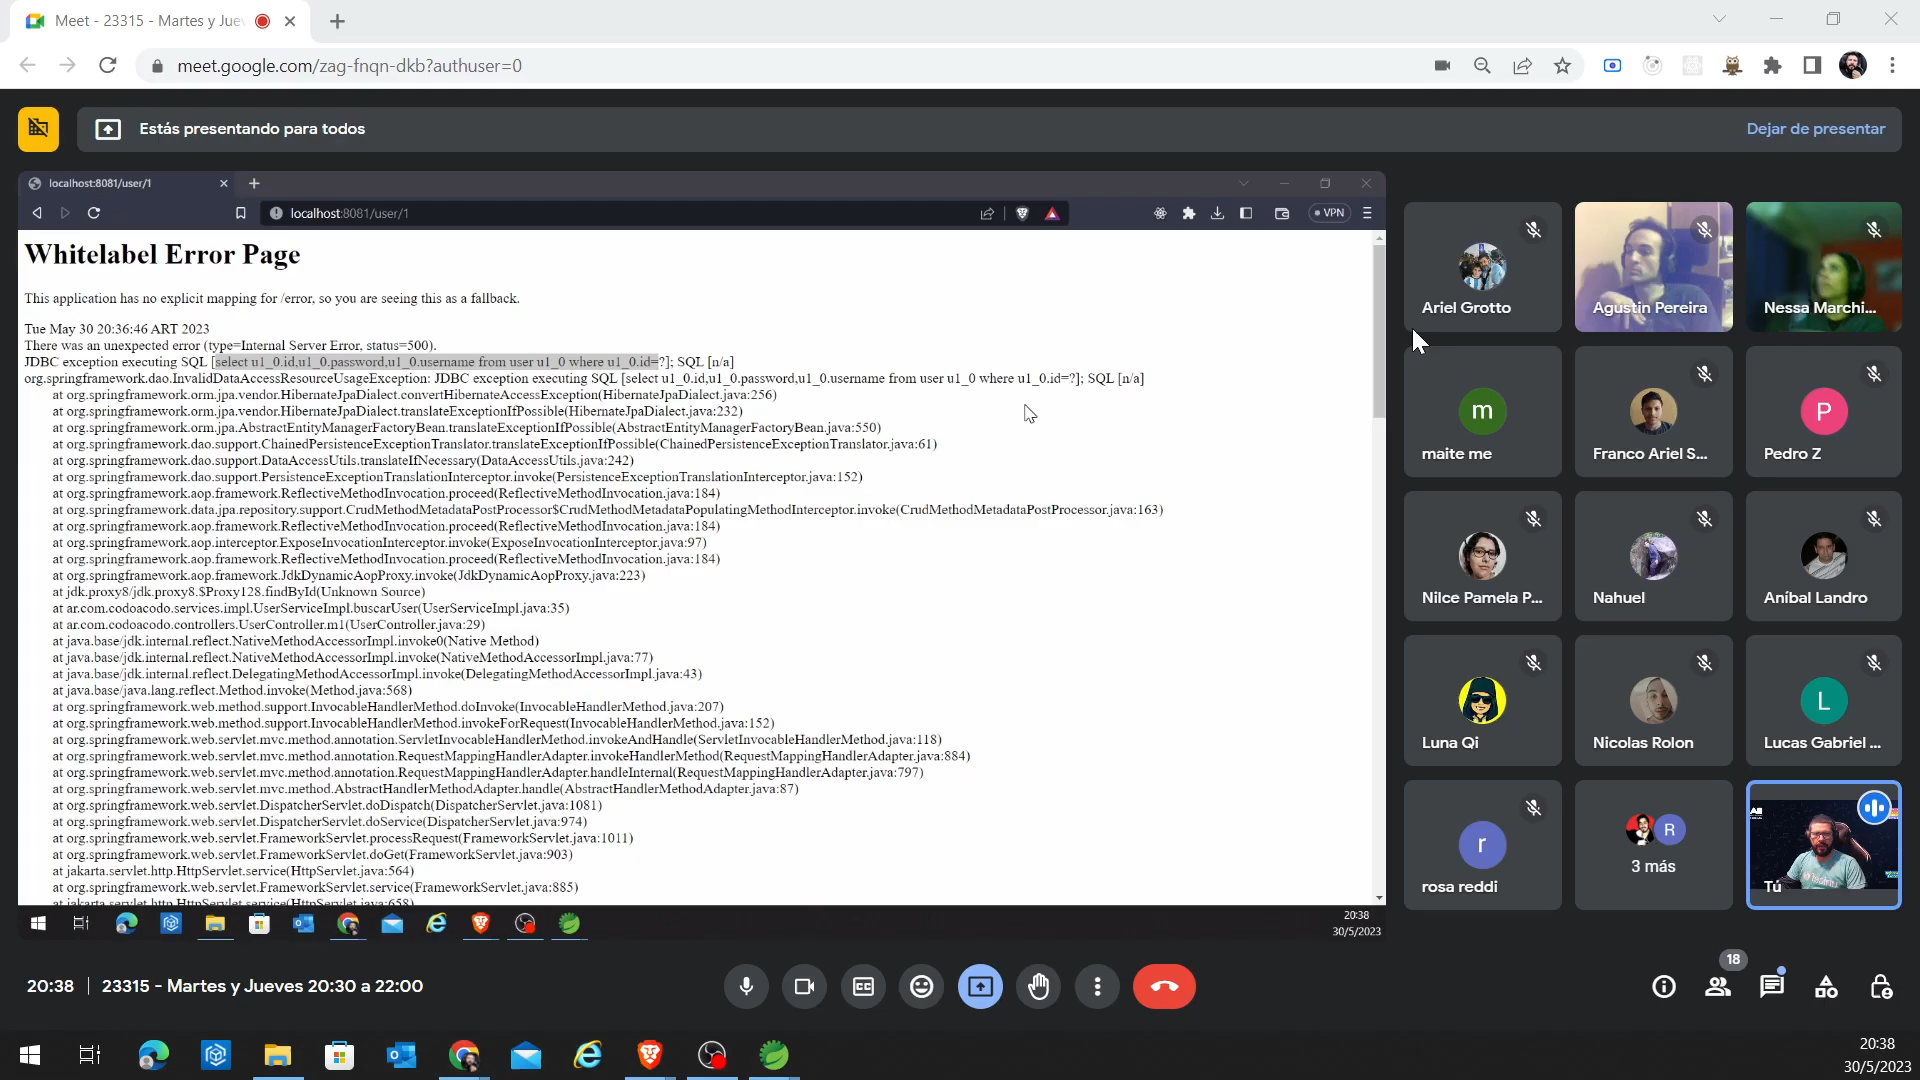 Meet - 23315 - Martes y Juev
meet.google.com/zag-fnqn-dkb?authuser=0
Estás presentando para todos
Dejar de presentar
localhost:8081/user/1
localhost:8081/user/1
VPN
Whitelabel Error Page
This application has no explicit mapping for /error, so you are seeing this as a fallback.
Tue May 30 20:36:46 ART 2023
There was an unexpected error (type=Internal Server Error, status=500).
JDBC exception executing SQL [select u1_0.id,u1_0.password,u1_0.username from user u1_0 where u1_0.id=?]; SQL [n/a]
org.springframework.dao.InvalidDataAccessResourceUsageException: JDBC exception executing SQL [select u1_0.id,u1_0.password,u1_0.username from user u1_0 where u1_0.id=?]; SQL [n/a]
at org.springframework.orm.jpa.vendor.HibernateJpaDialect.convertHibernateAccessException(HibernateJpaDialect.java:256)
at org.springframework.orm.jpa.vendor.HibernateJpaDialect.translateExceptionIfPossible(HibernateJpaDialect.java:232)
at org.springframework.orm.jpa.AbstractEntityManagerFactoryBean.translateExceptionIfPossible(AbstractEntityManagerFactoryBean.java:550)
at org.springframework.dao.support.ChainedPersistenceExceptionTranslator.translateExceptionIfPossible(ChainedPersistenceExceptionTranslator.java:61)
at org.springframework.dao.support.DataAccessUtils.translateIfNecessary(DataAccessUtils.java:242)
at org.springframework.dao.support.PersistenceExceptionTranslationInterceptor.invoke(PersistenceExceptionTranslationInterceptor.java:152)
at org.springframework.aop.framework.ReflectiveMethodInvocation.proceed(ReflectiveMethodInvocation.java:184)
at org.springframework.data.jpa.repository.support.CrudMethodMetadataPostProcessor$CrudMethodMetadataPopulatingMethodInterceptor.invoke(CrudMethodMetadataPostProcessor.java:163)
at org.springframework.aop.framework.ReflectiveMethodInvocation.proceed(ReflectiveMethodInvocation.java:184)
at org.springframework.aop.interceptor.ExposeInvocationInterceptor.invoke(ExposeInvocationInterceptor.java:97)
at org.springframework.aop.framework.ReflectiveMethodInvocation.proceed(ReflectiveMethodInvocation.java:184)
at org.springframework.aop.framework.JdkDynamicAopProxy.invoke(JdkDynamicAopProxy.java:223)
at jdk.proxy8/jdk.proxy8.$Proxy128.findById(Unknown Source)
at ar.com.codoacodo.services.impl.UserServiceImpl.buscarUser(UserServiceImpl.java:35)
at ar.com.codoacodo.controllers.UserController.m1(UserController.java:29)
at java.base/jdk.internal.reflect.NativeMethodAccessorImpl.invoke0(Native Method)
at java.base/jdk.internal.reflect.NativeMethodAccessorImpl.invoke(NativeMethodAccessorImpl.java:77)
at java.base/jdk.internal.reflect.DelegatingMethodAccessorImpl.invoke(DelegatingMethodAccessorImpl.java:43)
at java.base/java.lang.reflect.Method.invoke(Method.java:568)
at org.springframework.web.method.support.InvocableHandlerMethod.doInvoke(InvocableHandlerMethod.java:207)
at org.springframework.web.method.support.InvocableHandlerMethod.invokeForRequest(InvocableHandlerMethod.java:152)
at org.springframework.web.servlet.mvc.method.annotation.ServletInvocableHandlerMethod.invokeAndHandle(ServletInvocableHandlerMethod.java:118)
at org.springframework.web.servlet.mvc.method.annotation.RequestMappingHandlerAdapter.invokeHandlerMethod(RequestMappingHandlerAdapter.java:884)
at org.springframework.web.servlet.mvc.method.annotation.RequestMappingHandlerAdapter.handleInternal(RequestMappingHandlerAdapter.java:797)
at org.springframework.web.servlet.mvc.method.AbstractHandlerMethodAdapter.handle(AbstractHandlerMethodAdapter.java:87)
at org.springframework.web.servlet.DispatcherServlet.doDispatch(DispatcherServlet.java:1081)
at org.springframework.web.servlet.DispatcherServlet.doService(DispatcherServlet.java:974)
at org.springframework.web.servlet.FrameworkServlet.processRequest(FrameworkServlet.java:1011)
at org.springframework.web.servlet.FrameworkServlet.doGet(FrameworkServlet.java:903)
at jakarta.servlet.http.HttpServlet.service(HttpServlet.java:564)
at org.springframework.web.servlet.FrameworkServlet.service(FrameworkServlet.java:885)
at jakarta.servlet.http.HttpServlet.service(HttpServlet.java:658)
20:38
30/5/2023
Ariel Grotto
Agustin Pereira
Nessa Marchi...
m
maite me
Franco Ariel S...
P
Pedro Z
Nilce Pamela P...
Nahuel
Aníbal Landro
Luna Qi
Nicolas Rolon
L
Lucas Gabriel ...
r
rosa reddi
R
3 más
Tú
20:38
23315 - Martes y Jueves 20:30 a 22:00
18
20:38
30/5/2023